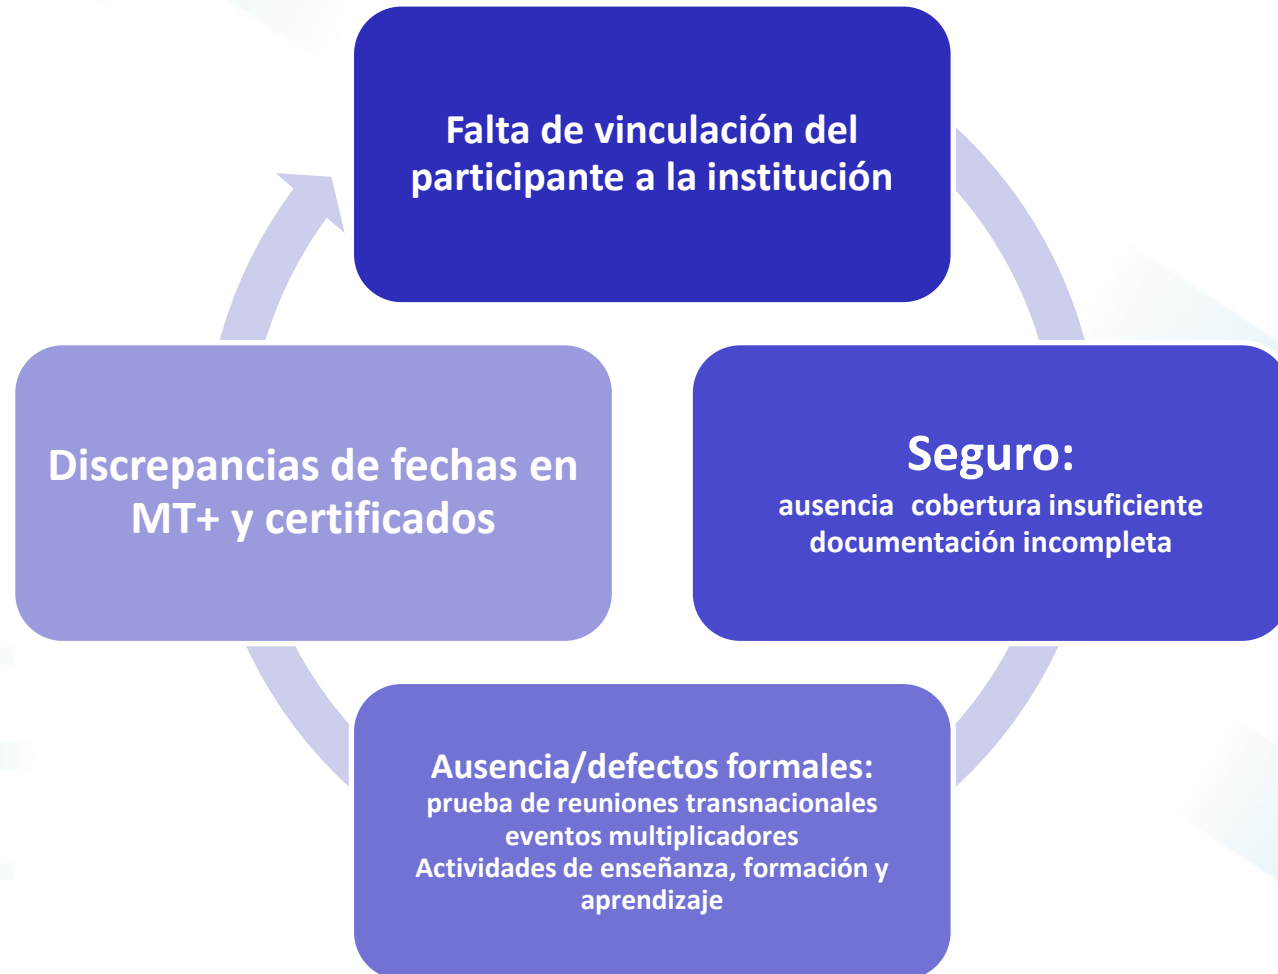 Falta de vinculación del
participante a la institución
Seguro:
ausencia  cobertura insuficiente
documentación incompleta
Ausencia/defectos formales:
prueba de reuniones transnacionales
eventos multiplicadores
Actividades de enseñanza, formación y
aprendizaje
Discrepancias de fechas en
MT+ y certificados